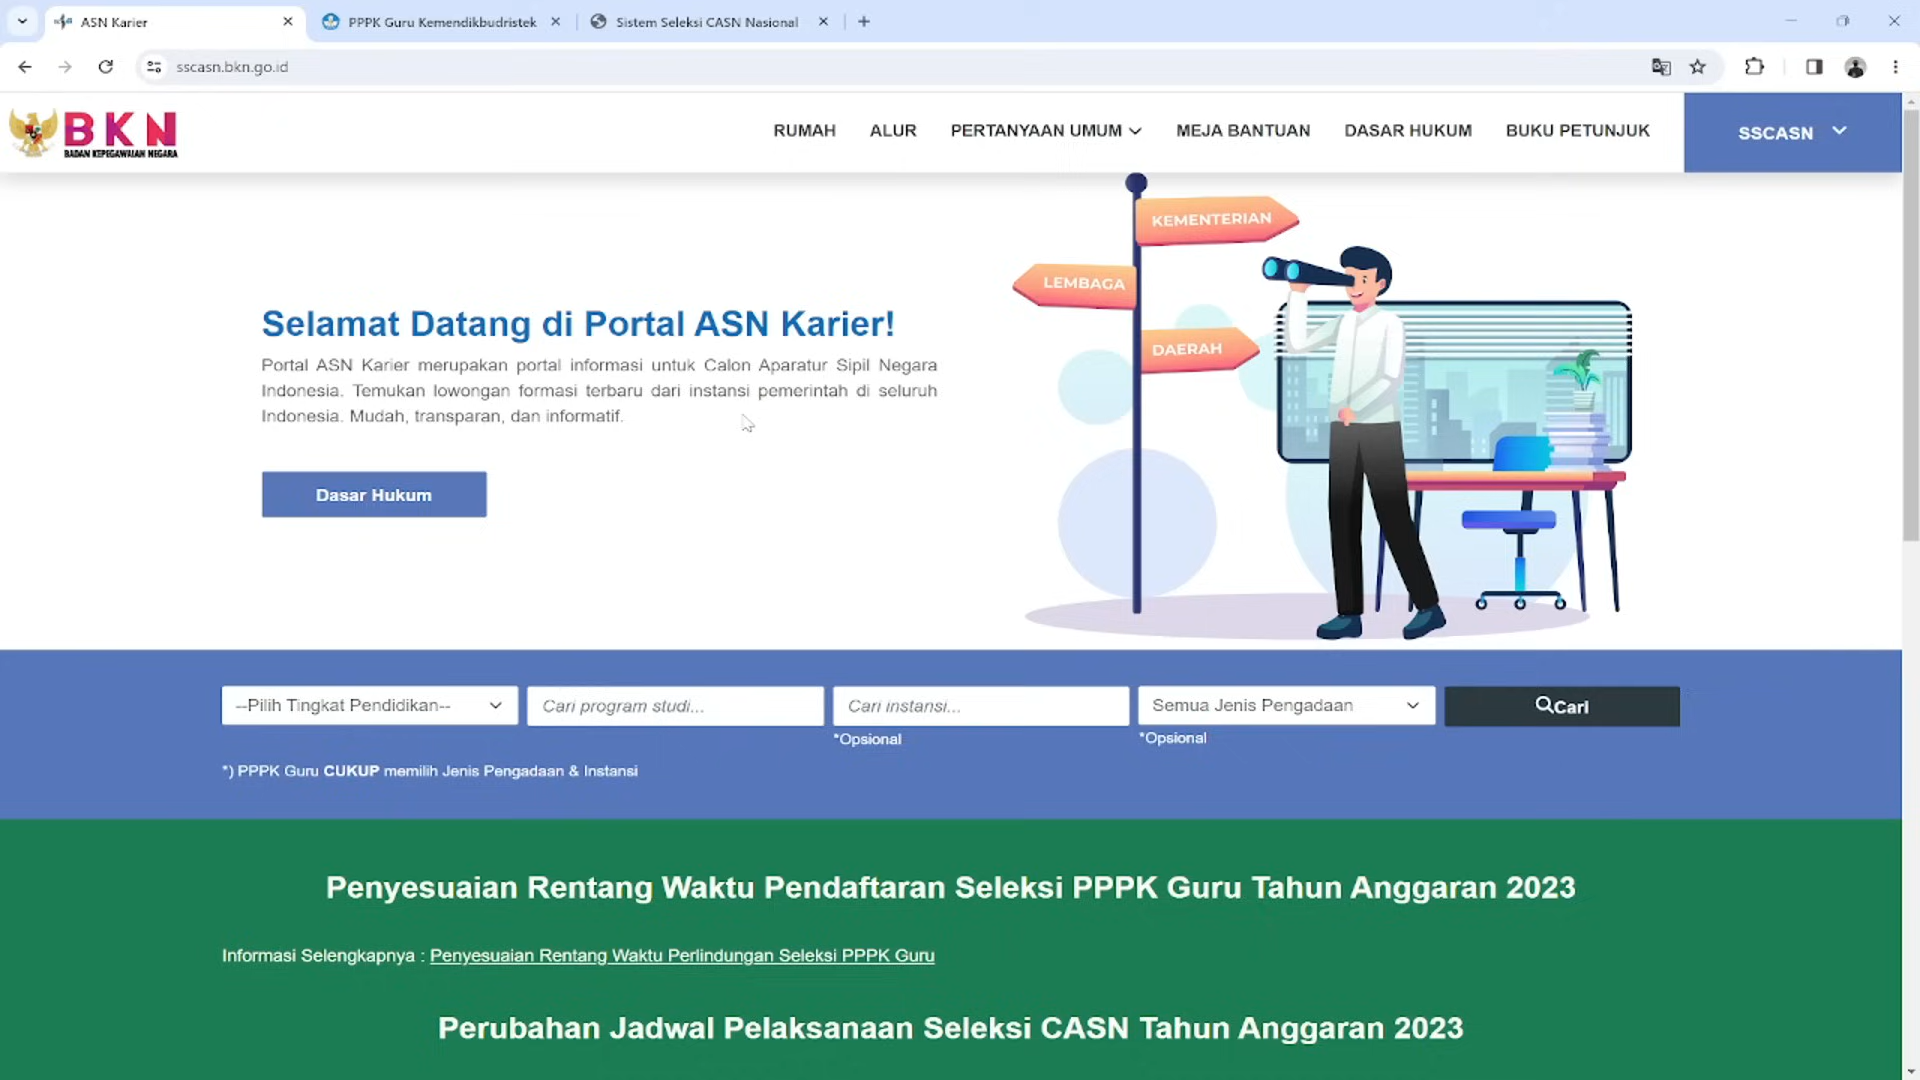 ASN Karier
PPPK Guru Kemendikbudristek
Sistem Seleksi CASN Nasional
sscasn.bkn.go.id
BKN
BADAN KEPEGAWAIAN NEGARA
RUMAH
ALUR
PERTANYAAN UMUM
MEJA BANTUAN
DASAR HUKUM
BUKU PETUNJUK
SSCASN
KEMENTERIAN
LEMBAGA
DAERAH
Selamat Datang di Portal ASN Karier!
Portal ASN Karier merupakan portal informasi untuk Calon Aparatur Sipil Negara
Indonesia. Temukan lowongan formasi terbaru dari instansi pemerintah di seluruh
Indonesia. Mudah, transparan, dan informatif.
Dasar Hukum
--Pilih Tingkat Pendidikan--
Cari program studi...
Cari instansi...
Semua Jenis Pengadaan
Cari
*Opsional
*Opsional
*) PPPK Guru CUKUP memilih Jenis Pengadaan & Instansi
Penyesuaian Rentang Waktu Pendaftaran Seleksi PPPK Guru Tahun Anggaran 2023
Informasi Selengkapnya : Penyesuaian Rentang Waktu Perlindungan Seleksi PPPK Guru
Perubahan Jadwal Pelaksanaan Seleksi CASN Tahun Anggaran 2023